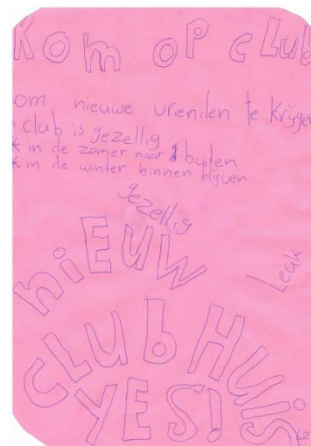 Kom op club
om nieuwe vrienden te krijgen
club is gezellig
k in de zomer naar buiten
k in de winter binnen blijven
gezellig
Leuk
niEUW
CLUbHUiS
YES!